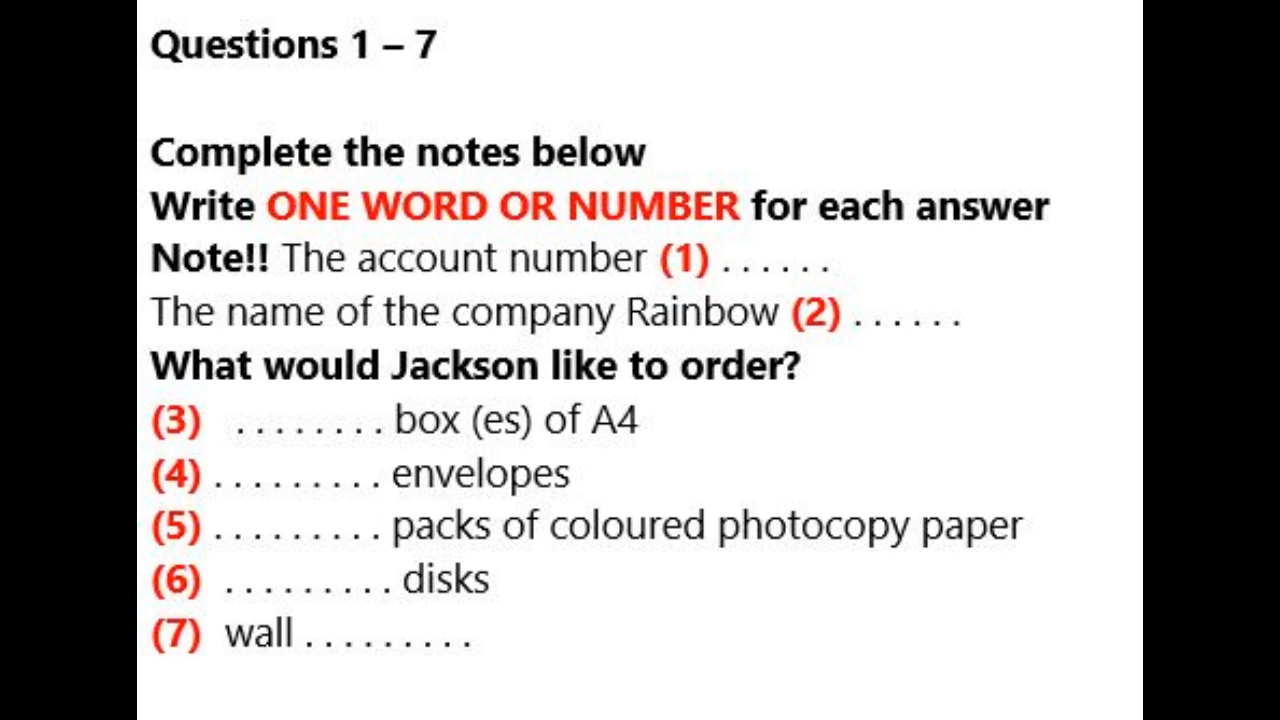 Questions 1 – 7
Complete the notes below
Write ONE WORD OR NUMBER for each answer
Note!! The account number (1) . . . . . .
The name of the company Rainbow (2) . . . . . .
What would Jackson like to order?
(3) . . . . . . . . box (es) of A4
(4) . . . . . . . . . envelopes
(5) . . . . . . . . . packs of coloured photocopy paper
(6) . . . . . . . . . disks
(7) wall . . . . . . . . .